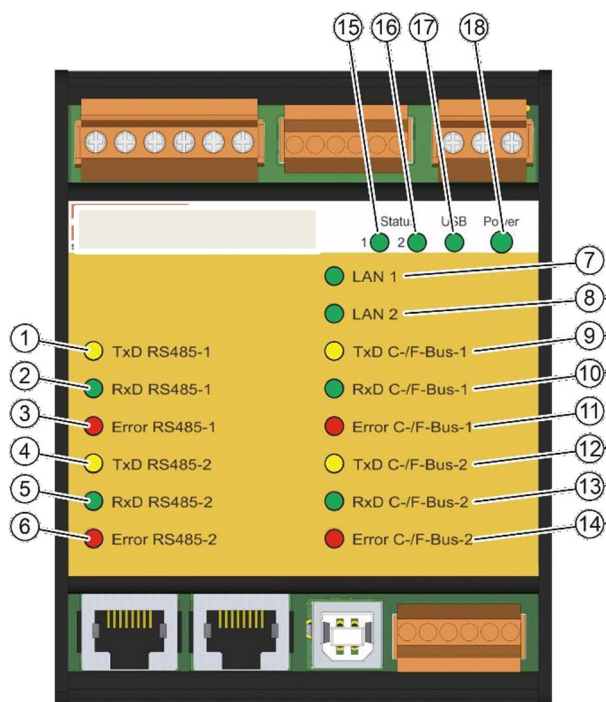 15 16 17 18
Status USB Power
1 2
LAN 1 7
LAN 2 8
1 TxD RS485-1 TxD C-/F-Bus-1 9
2 RxD RS485-1 RxD C-/F-Bus-1 10
3 Error RS485-1 Error C-/F-Bus-1 11
4 TxD RS485-2 TxD C-/F-Bus-2 12
5 RxD RS485-2 RxD C-/F-Bus-2 13
6 Error RS485-2 Error C-/F-Bus-2 14